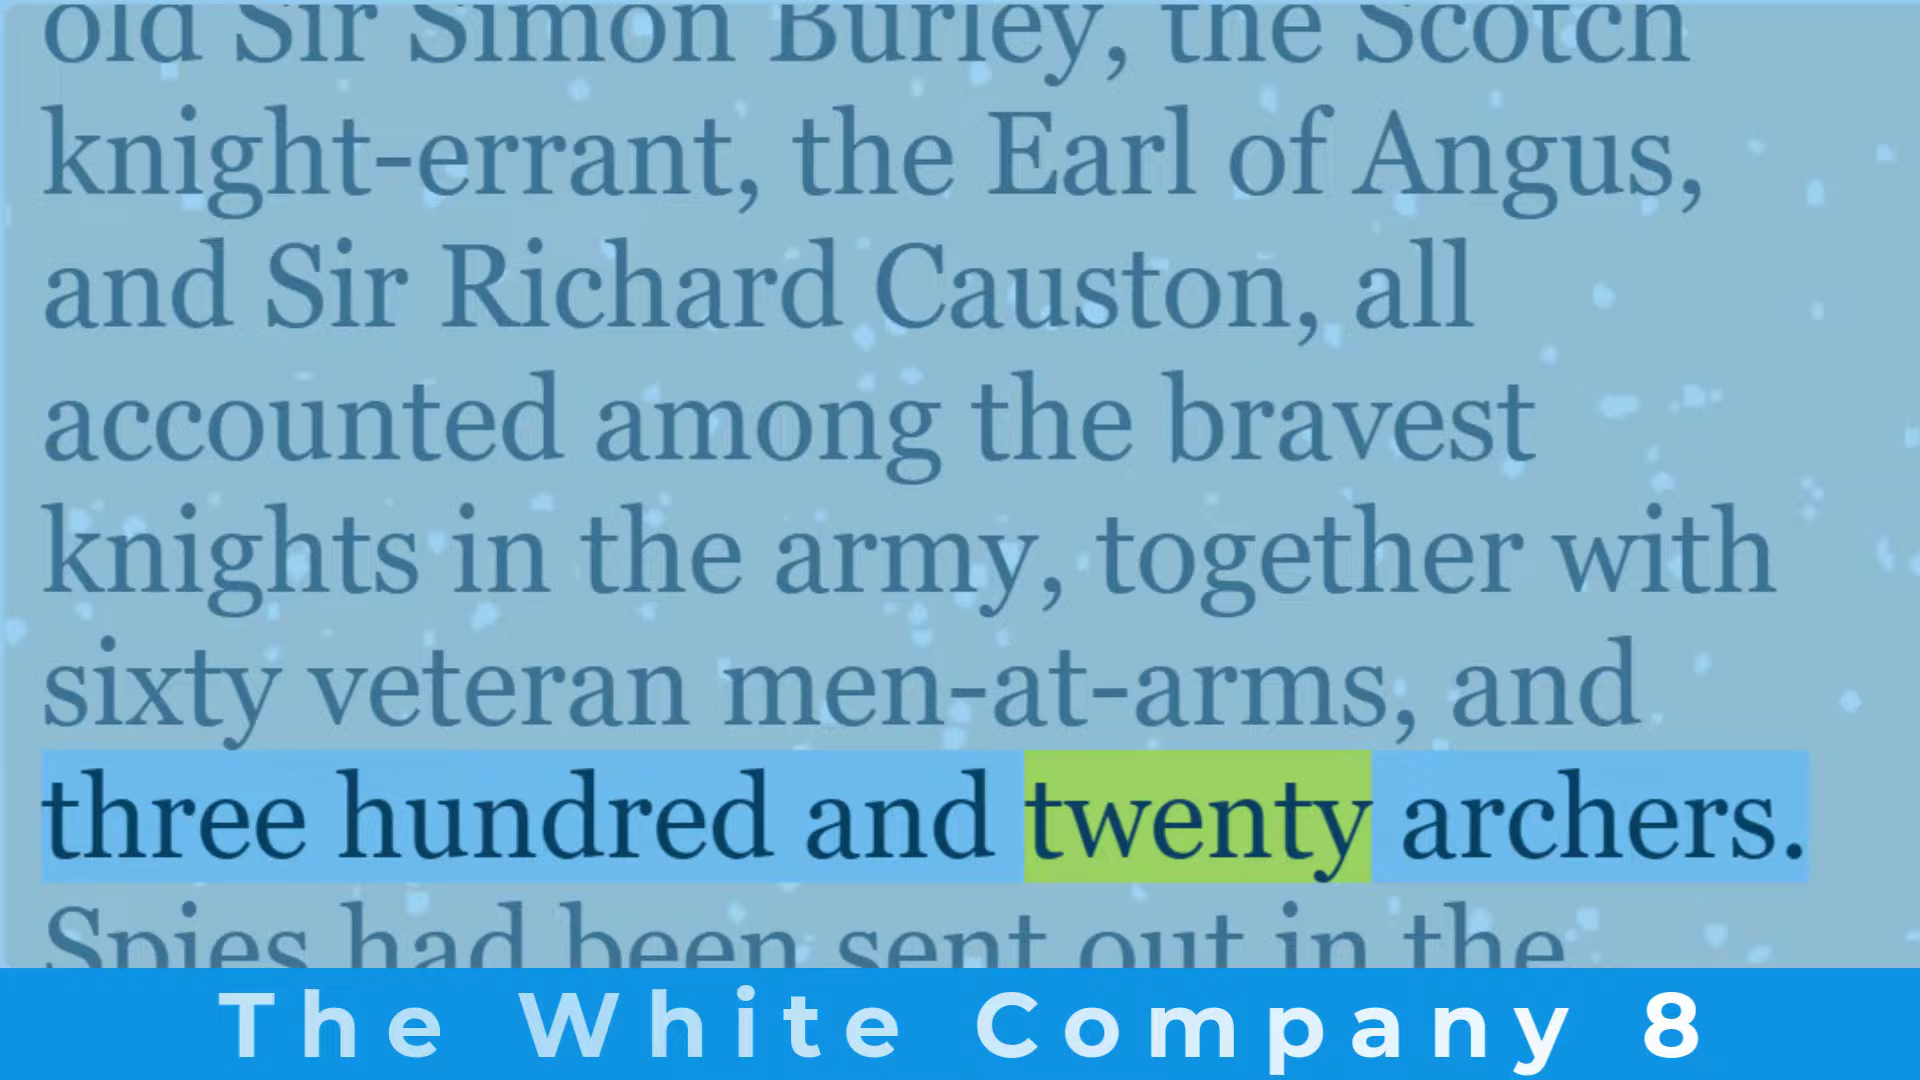 old Sir Simon Burley, the Scotch
knight-errant, the Earl of Angus,
and Sir Richard Causton, all
accounted among the bravest
knights in the army, together with
sixty veteran men-at-arms, and
three hundred and twenty archers.
Spies had been sent out in the
The White Company 8